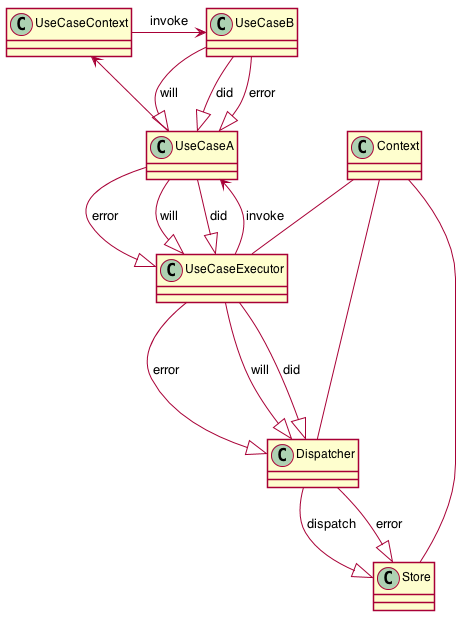 C UseCaseContext
invoke
C UseCaseB
will
did
error
C UseCaseA
C Context
error
will
did
invoke
C UseCaseExecutor
error
will
did
C Dispatcher
dispatch
error
C Store